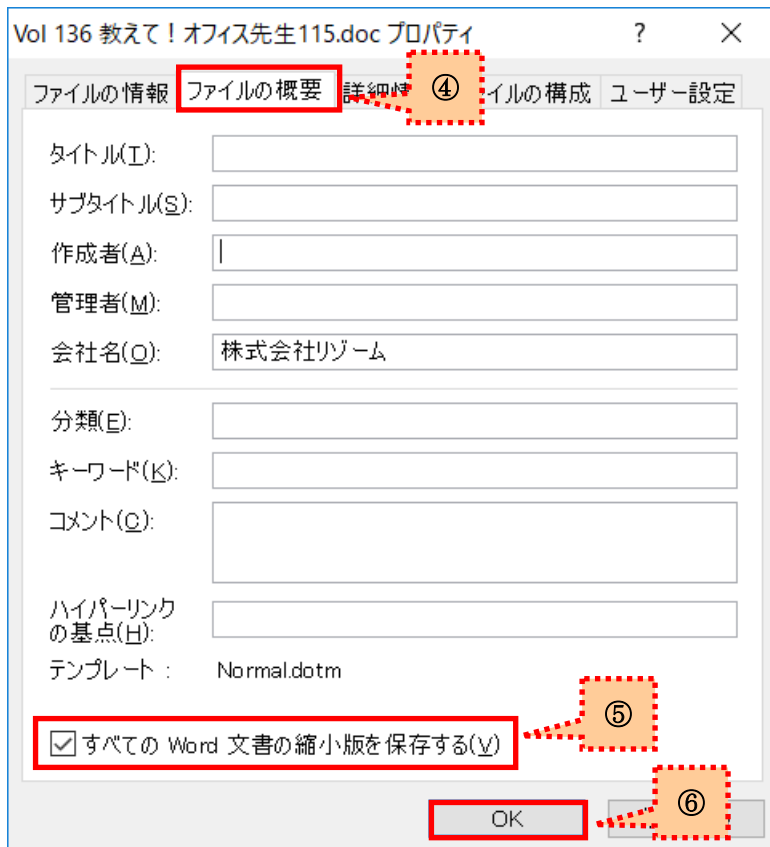 Vol 136 教えて！オフィス先生115.doc プロパティ ?
ファイルの情報 ファイルの概要 ④ イルの構成 ユーザー設定
タイトル(T):
サブタイトル(S):
作成者(A):
管理者(M):
会社名(O): 株式会社リゾーム
分類(E):
キーワード(K):
コメント(C):
ハイパーリンク
の基点(H):
テンプレート： Normal.dotm
⑤
すべての Word 文書の縮小版を保存する(V)
OK ⑥